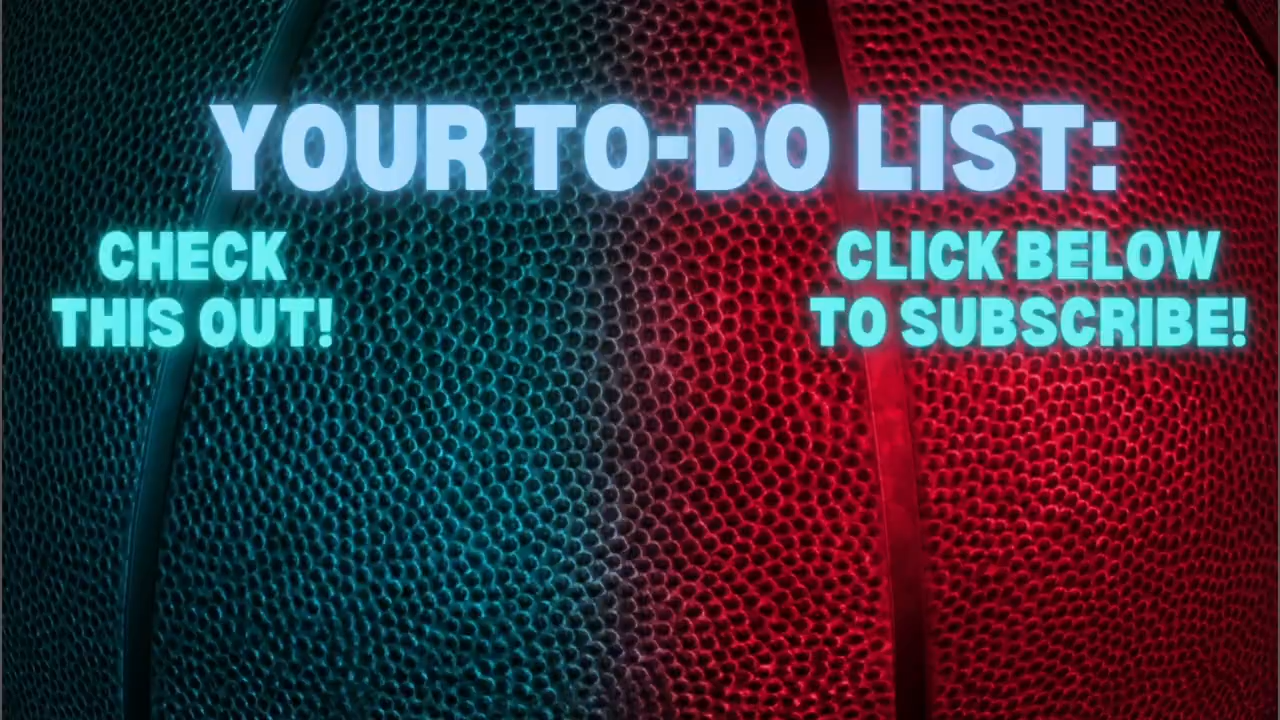 YOUR TO-DO LIST:
CHECK
THIS OUT!
CLICK BELOW
TO SUBSCRIBE!